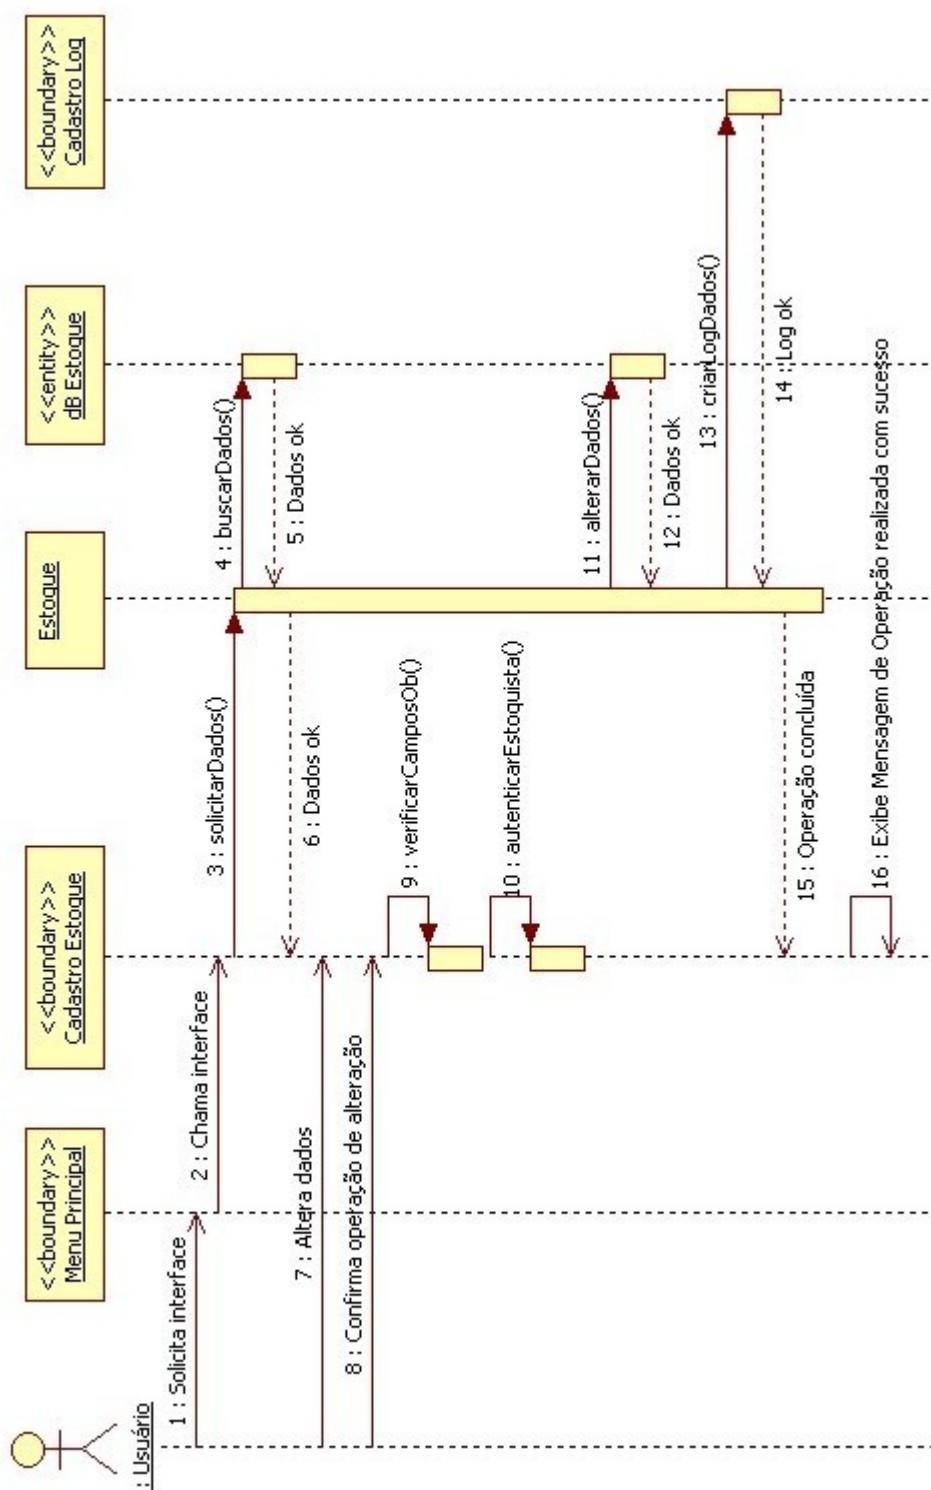 : Usuário
<<boundary>>
Menu Principal
<<boundary>>
Cadastro Estoque
Estoque
<<entity>>
dB Estoque
<<boundary>>
Cadastro Log
1 : Solicita interface
2 : Chama interface
3 : solicitarDados()
4 : buscarDados()
5 : Dados ok
6 : Dados ok
7 : Altera dados
8 : Confirma operação de alteração
9 : verificarCamposOb()
10 : autenticarEstoquista()
11 : alterarDados()
12 : Dados ok
13 : criarLogDados()
14 : Log ok
15 : Operação concluída
16 : Exibe Mensagem de Operação realizada com sucesso